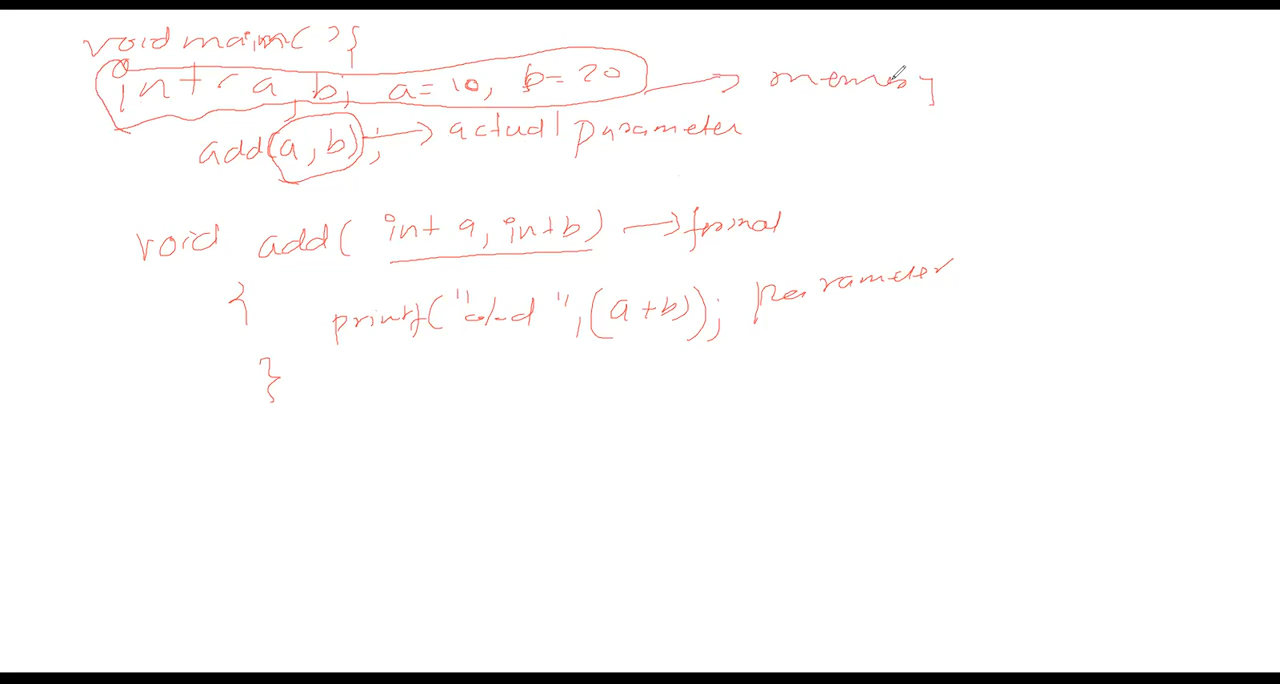 void main( ) {
int a b; a=10, b=20 → memory
add(a, b); → actual parameter
void add( int a, int b) → formal
{ printf("%d", (a+b)); parameter
}